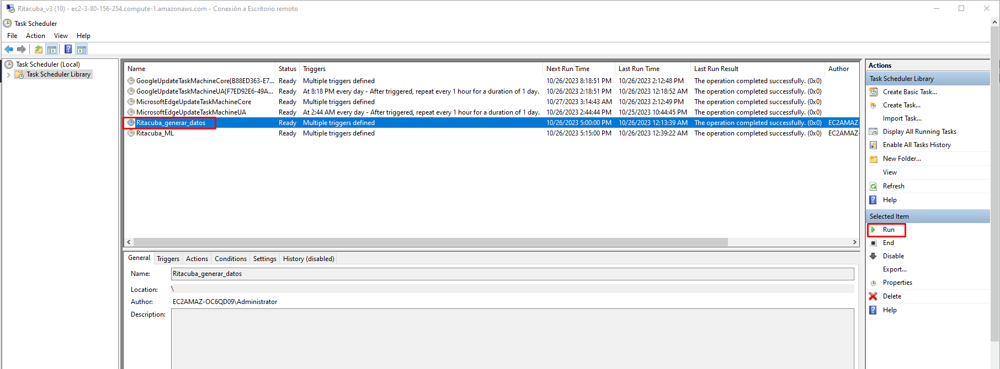 Ritacuba_v3 (10) - ec2-3-80-156-254.compute-1.amazonaws.com - Conexión a Escritorio remoto
Task Scheduler
File Action View Help
Task Scheduler (Local)
Task Scheduler Library
Name Status Triggers Next Run Time Last Run Time Last Run Result Author
GoogleUpdateTaskMachineCore{B88ED363-E7... Ready Multiple triggers defined 10/26/2023 8:18:51 PM 10/26/2023 2:12:48 PM The operation completed successfully. (0x0)
GoogleUpdateTaskMachineUA{F7ED92E6-49A... Ready At 8:18 PM every day - After triggered, repeat every 1 hour for a duration of 1 day. 10/26/2023 2:18:51 PM 10/26/2023 12:18:52 AM The operation completed successfully. (0x0)
MicrosoftEdgeUpdateTaskMachineCore Ready Multiple triggers defined 10/27/2023 3:14:43 AM 10/26/2023 2:12:49 PM The operation completed successfully. (0x0)
MicrosoftEdgeUpdateTaskMachineUA Ready At 2:44 AM every day - After triggered, repeat every 1 hour for a duration of 1 day. 10/26/2023 2:44:44 PM 10/25/2023 10:44:45 PM The operation completed successfully. (0x0)
Ritacuba_generar_datos Ready Multiple triggers defined 10/26/2023 5:00:00 PM 10/26/2023 12:13:39 AM The operation completed successfully. (0x0) EC2AMAZ-
Ritacuba_ML Ready Multiple triggers defined 10/26/2023 5:15:00 PM 10/26/2023 12:39:22 AM The operation completed successfully. (0x0) EC2AMAZ-
General Triggers Actions Conditions Settings History (disabled)
Name: Ritacuba_generar_datos
Location: \
Author: EC2AMAZ-OC6QD09\Administrator
Description:
Actions
Task Scheduler Library
Create Basic Task...
Create Task...
Import Task...
Display All Running Tasks
Enable All Tasks History
New Folder...
View
Refresh
Help
Selected Item
Run
End
Disable
Export...
Properties
Delete
Help